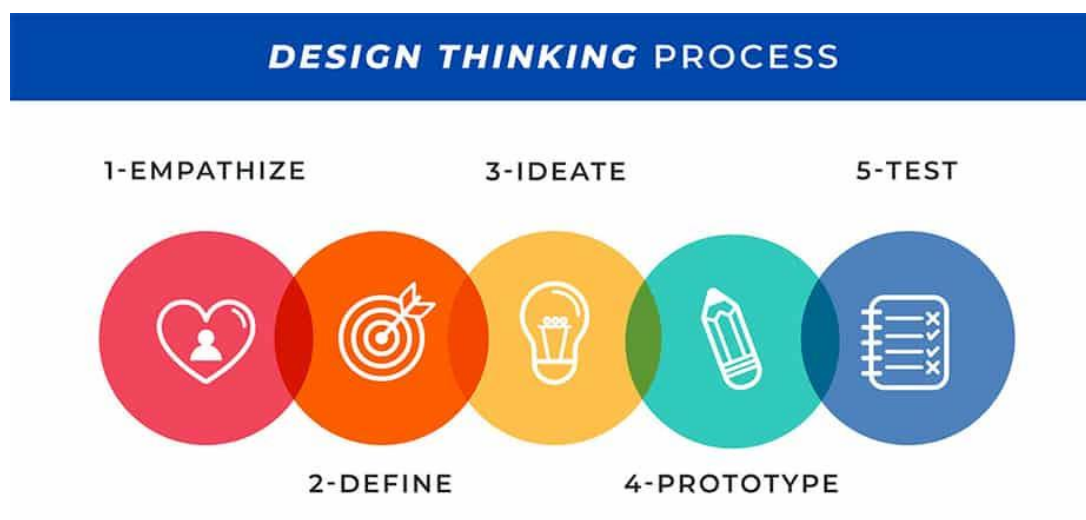 DESIGN THINKING PROCESS
1-EMPATHIZE
3-IDEATE
5-TEST
2-DEFINE
4-PROTOTYPE